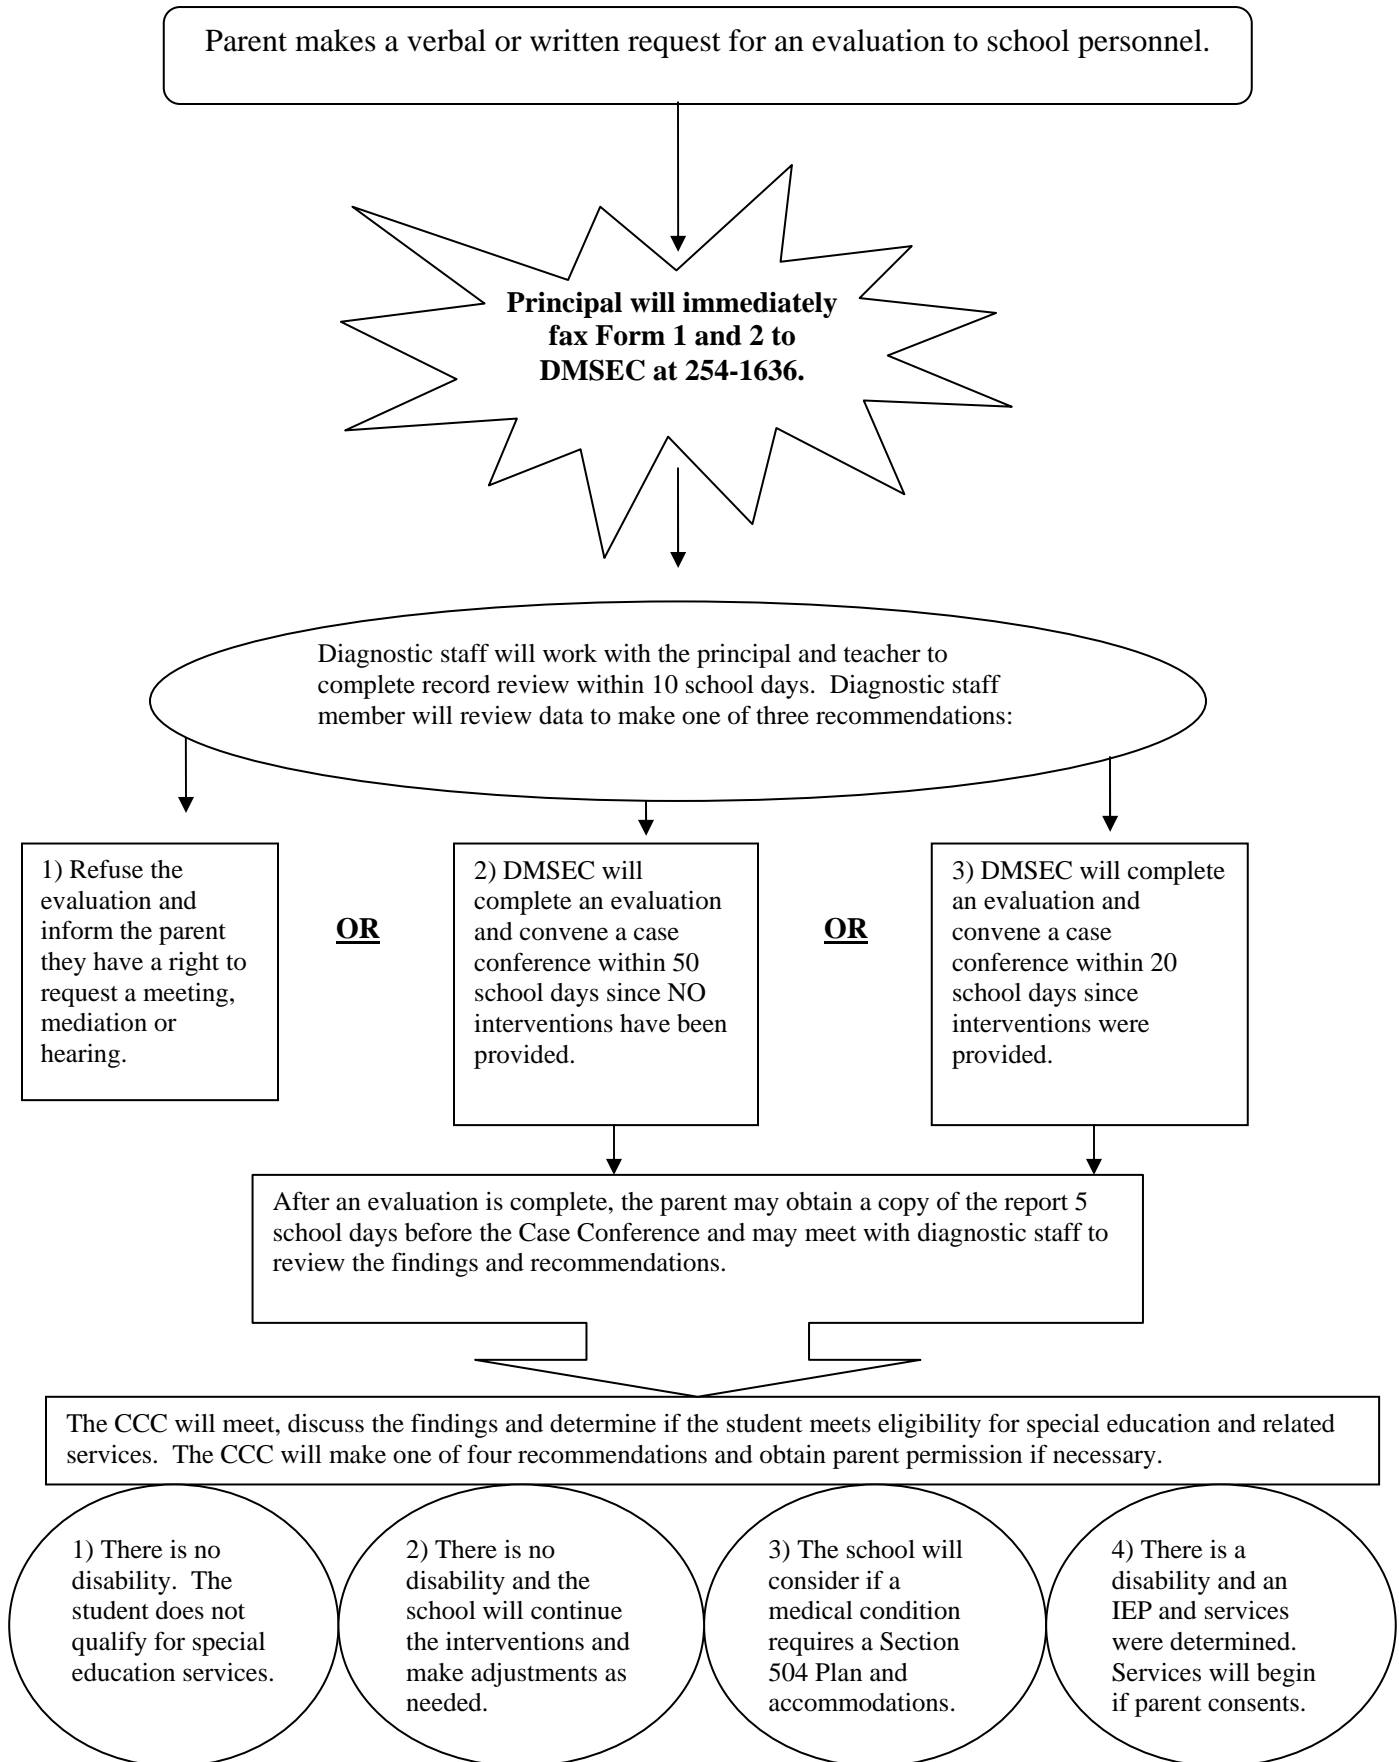 Parent makes a verbal or written request for an evaluation to school personnel.
Principal will immediately
fax Form 1 and 2 to
DMSEC at 254-1636.
Diagnostic staff will work with the principal and teacher to
complete record review within 10 school days.  Diagnostic staff
member will review data to make one of three recommendations:
1) Refuse the
evaluation and
inform the parent
they have a right to
request a meeting,
mediation or
hearing.
OR
2) DMSEC will
complete an evaluation
and convene a case
conference within 50
school days since NO
interventions have been
provided.
OR
3) DMSEC will complete
an evaluation and
convene a case
conference within 20
school days since
interventions were
provided.
After an evaluation is complete, the parent may obtain a copy of the report 5
school days before the Case Conference and may meet with diagnostic staff to
review the findings and recommendations.
The CCC will meet, discuss the findings and determine if the student meets eligibility for special education and related
services.  The CCC will make one of four recommendations and obtain parent permission if necessary.
1) There is no
disability.  The
student does not
qualify for special
education services.
2) There is no
disability and the
school will continue
the interventions and
make adjustments as
needed.
3) The school will
consider if a
medical condition
requires a Section
504 Plan and
accommodations.
4) There is a
disability and an
IEP and services
were determined.
Services will begin
if parent consents.